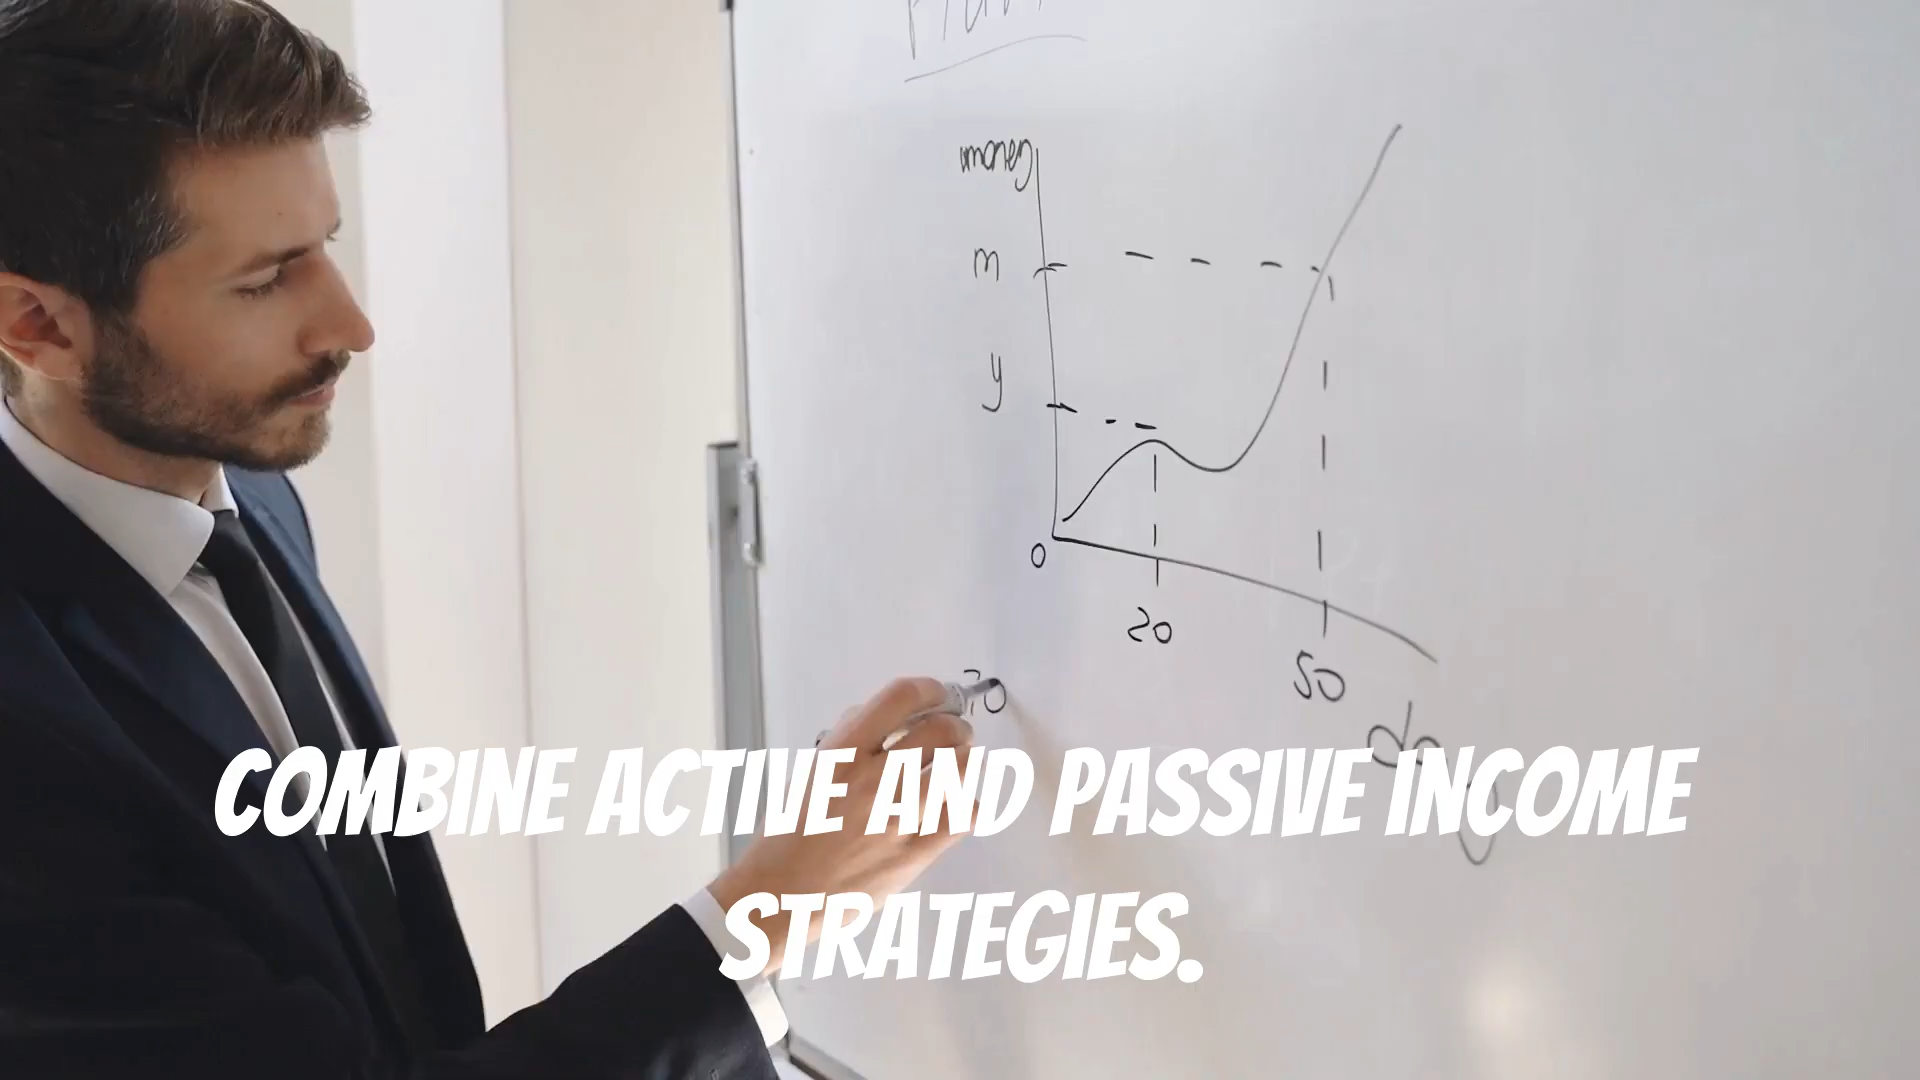 money
m
y
0
20
50
COMBINE ACTIVE AND PASSIVE INCOME
STRATEGIES.